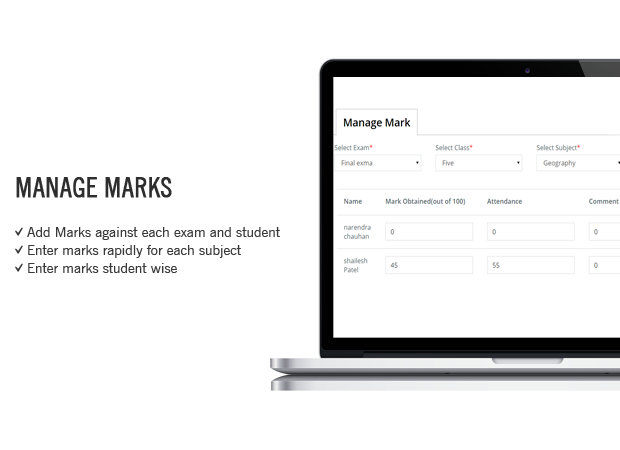 MANAGE MARKS
✓ Add Marks against each exam and student
✓ Enter marks rapidly for each subject
✓ Enter marks student wise
Manage Mark
Select Exam* Select Class* Select Subject*
Final exma Five Geography
Name Mark Obtained(out of 100) Attendance Comment
narendra
chauhan 0 0 0
shailesh
Patel 45 55 0